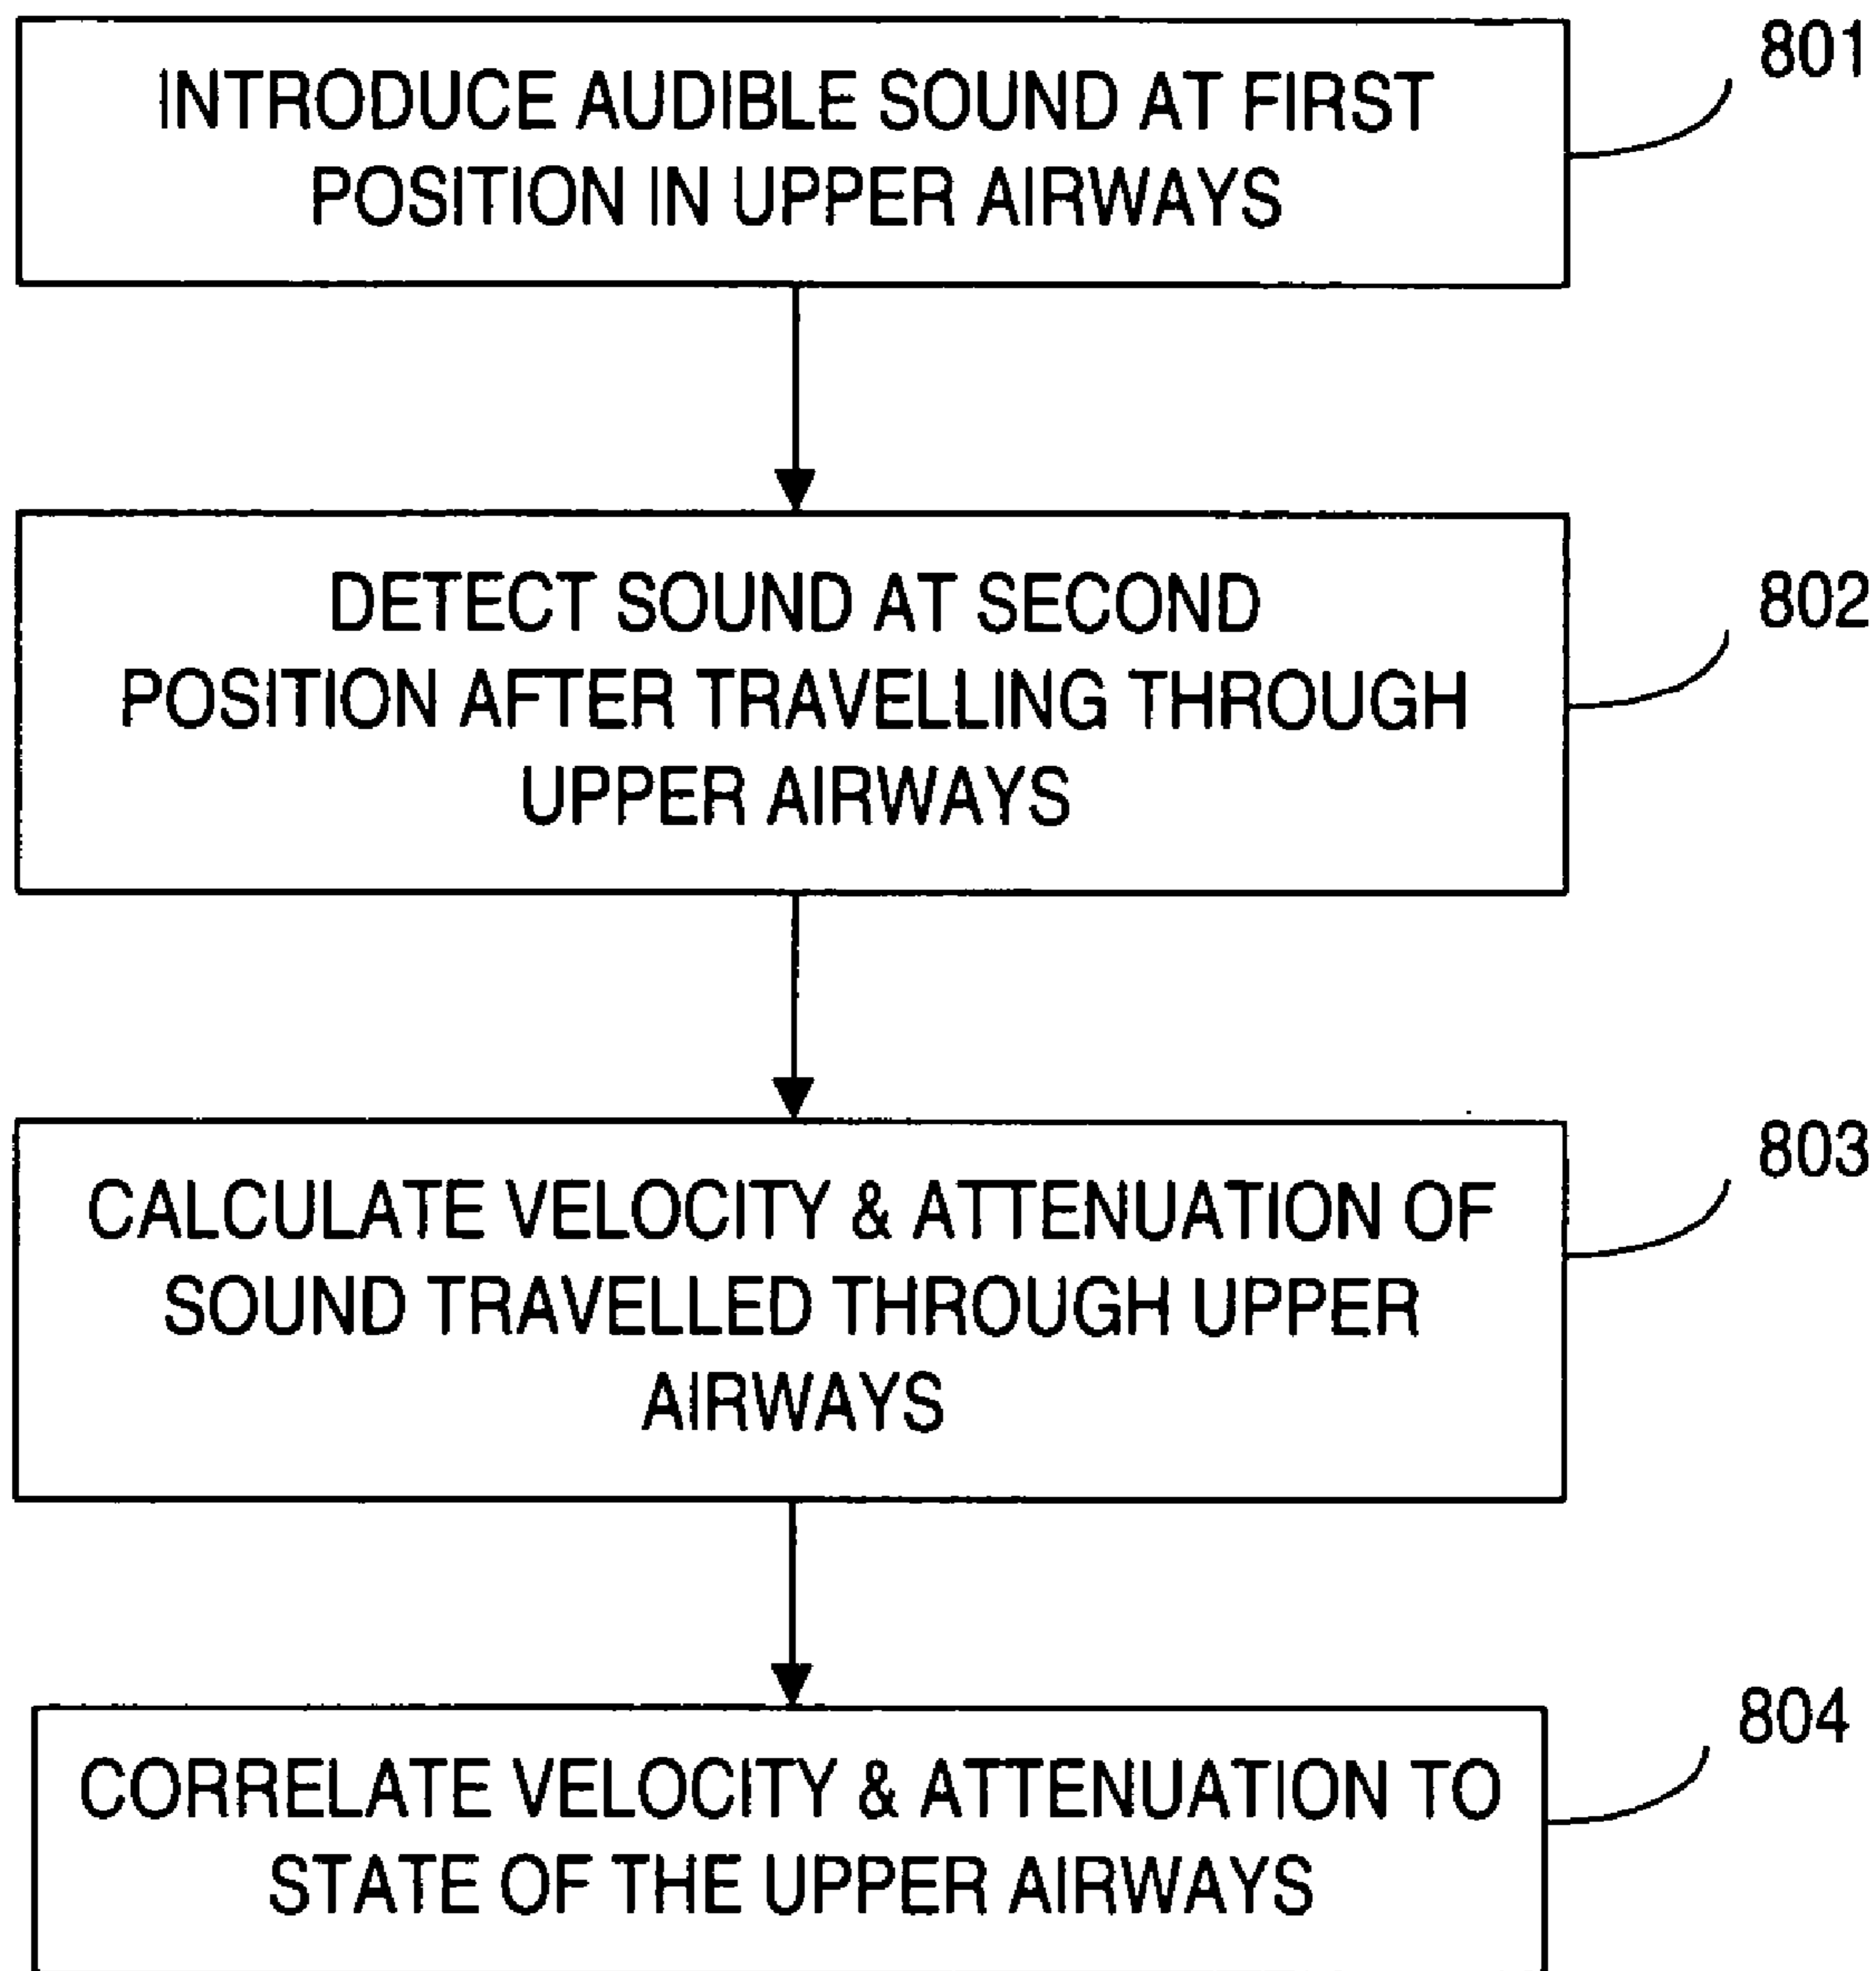 INTRODUCE AUDIBLE SOUND AT FIRST
POSITION IN UPPER AIRWAYS
801
DETECT SOUND AT SECOND
POSITION AFTER TRAVELLING THROUGH
UPPER AIRWAYS
802
CALCULATE VELOCITY & ATTENUATION OF
SOUND TRAVELLED THROUGH UPPER
AIRWAYS
803
CORRELATE VELOCITY & ATTENUATION TO
STATE OF THE UPPER AIRWAYS
804